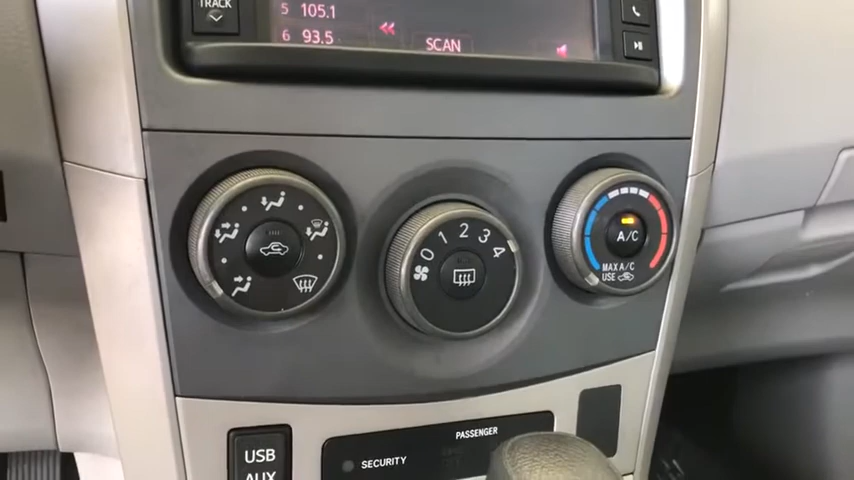 TRACK
5 105.1
6 93.5
SCAN
0 1 2 3 4
A/C
MAX A/C
USE
USB
AUX
SECURITY
PASSENGER